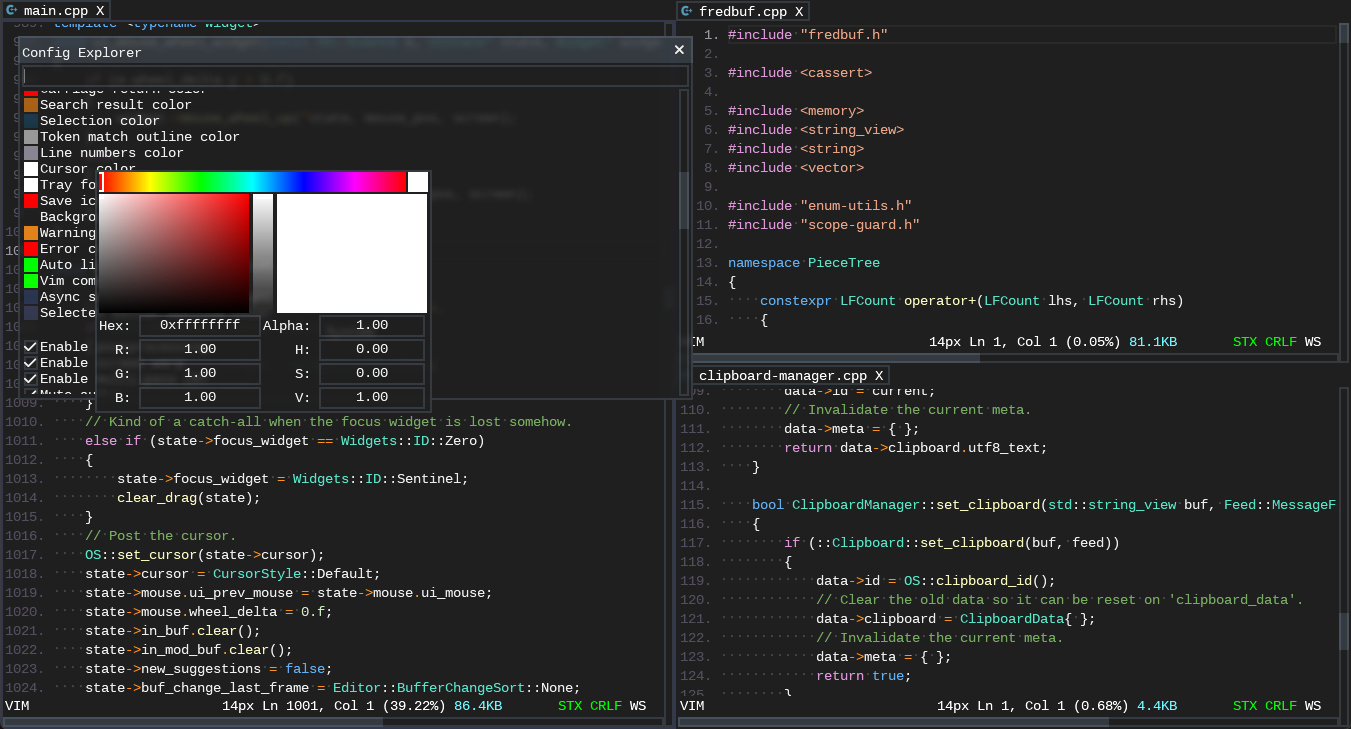 main.cpp X
template <typename Widget>
Config Explorer
Carriage return color
Search result color
Selection color
Token match outline color
Line numbers color
Cursor color
Tray fo
Save ic
Backgro
Warning
Error c
Auto li
Vim com
Async s
Selecte
Enable
Enable
Enable
Hex: 0xffffffff Alpha: 1.00
R: 1.00 H: 0.00
G: 1.00 S: 0.00
B: 1.00 V: 1.00
1009. }
1010. ····// Kind of a catch-all when the focus widget is lost somehow.
1011. ····else if (state->focus_widget == Widgets::ID::Zero)
1012. ····{
1013. ········state->focus_widget = Widgets::ID::Sentinel;
1014. ········clear_drag(state);
1015. ····}
1016. ····// Post the cursor.
1017. ····OS::set_cursor(state->cursor);
1018. ····state->cursor = CursorStyle::Default;
1019. ····state->mouse.ui_prev_mouse = state->mouse.ui_mouse;
1020. ····state->mouse.wheel_delta = 0.f;
1021. ····state->in_buf.clear();
1022. ····state->in_mod_buf.clear();
1023. ····state->new_suggestions = false;
1024. ····state->buf_change_last_frame = Editor::BufferChangeSort::None;
VIM 14px Ln 1001, Col 1 (39.22%) 86.4KB STX CRLF WS
fredbuf.cpp X
1. #include "fredbuf.h"
2.
3. #include <cassert>
4.
5. #include <memory>
6. #include <string_view>
7. #include <string>
8. #include <vector>
9.
10. #include "enum-utils.h"
11. #include "scope-guard.h"
12.
13. namespace PieceTree
14. {
15. ····constexpr LFCount operator+(LFCount lhs, LFCount rhs)
16. ····{
IM 14px Ln 1, Col 1 (0.05%) 81.1KB STX CRLF WS
clipboard-manager.cpp X
data->id = current;
110. ········// Invalidate the current meta.
111. ········data->meta = { };
112. ········return data->clipboard.utf8_text;
113. ····}
114.
115. ····bool ClipboardManager::set_clipboard(std::string_view buf, Feed::MessageF
116. ····{
117. ········if (::Clipboard::set_clipboard(buf, feed))
118. ········{
119. ············data->id = OS::clipboard_id();
120. ············// Clear the old data so it can be reset on 'clipboard_data'.
121. ············data->clipboard = ClipboardData{ };
122. ············// Invalidate the current meta.
123. ············data->meta = { };
124. ············return true;
125. ········}
VIM 14px Ln 1, Col 1 (0.68%) 4.4KB STX CRLF WS